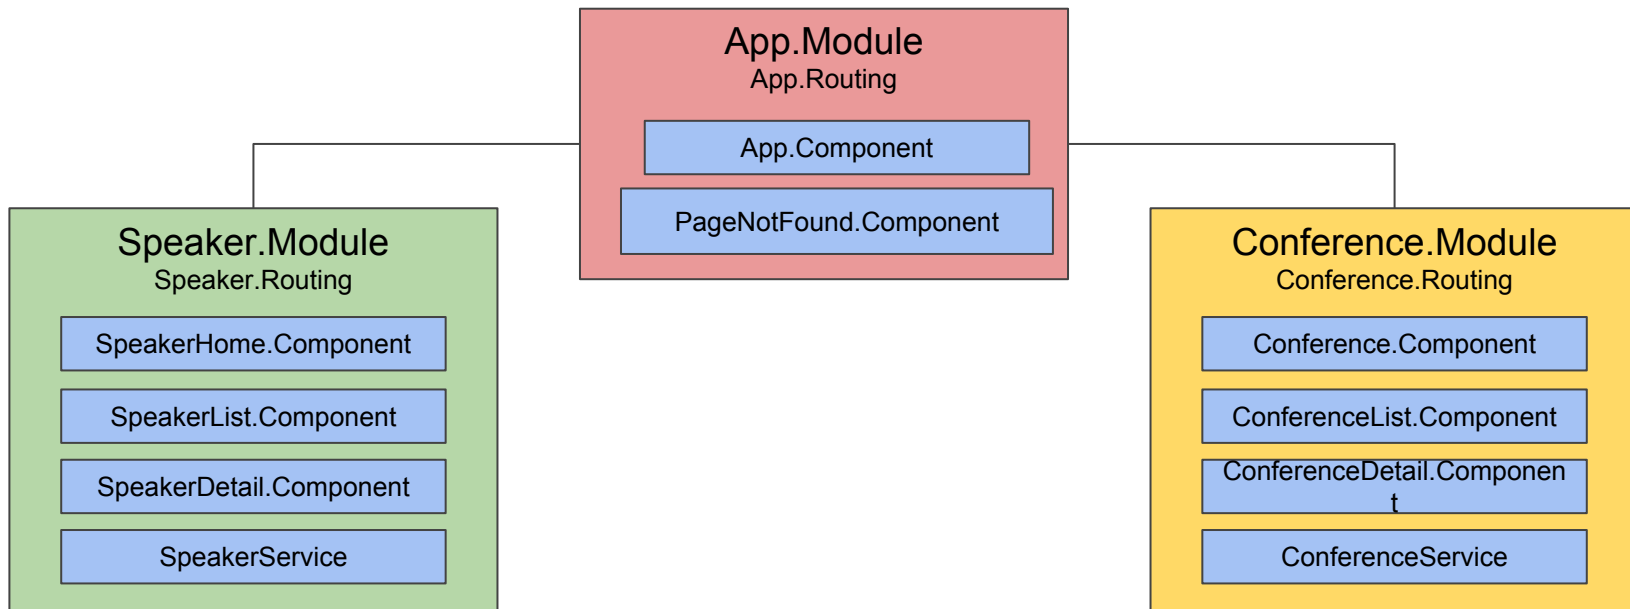 App.Module
App.Routing
App.Component
PageNotFound.Component
Speaker.Module
Speaker.Routing
SpeakerHome.Component
SpeakerList.Component
SpeakerDetail.Component
SpeakerService
Conference.Module
Conference.Routing
Conference.Component
ConferenceList.Component
ConferenceDetail.Componen
t
ConferenceService